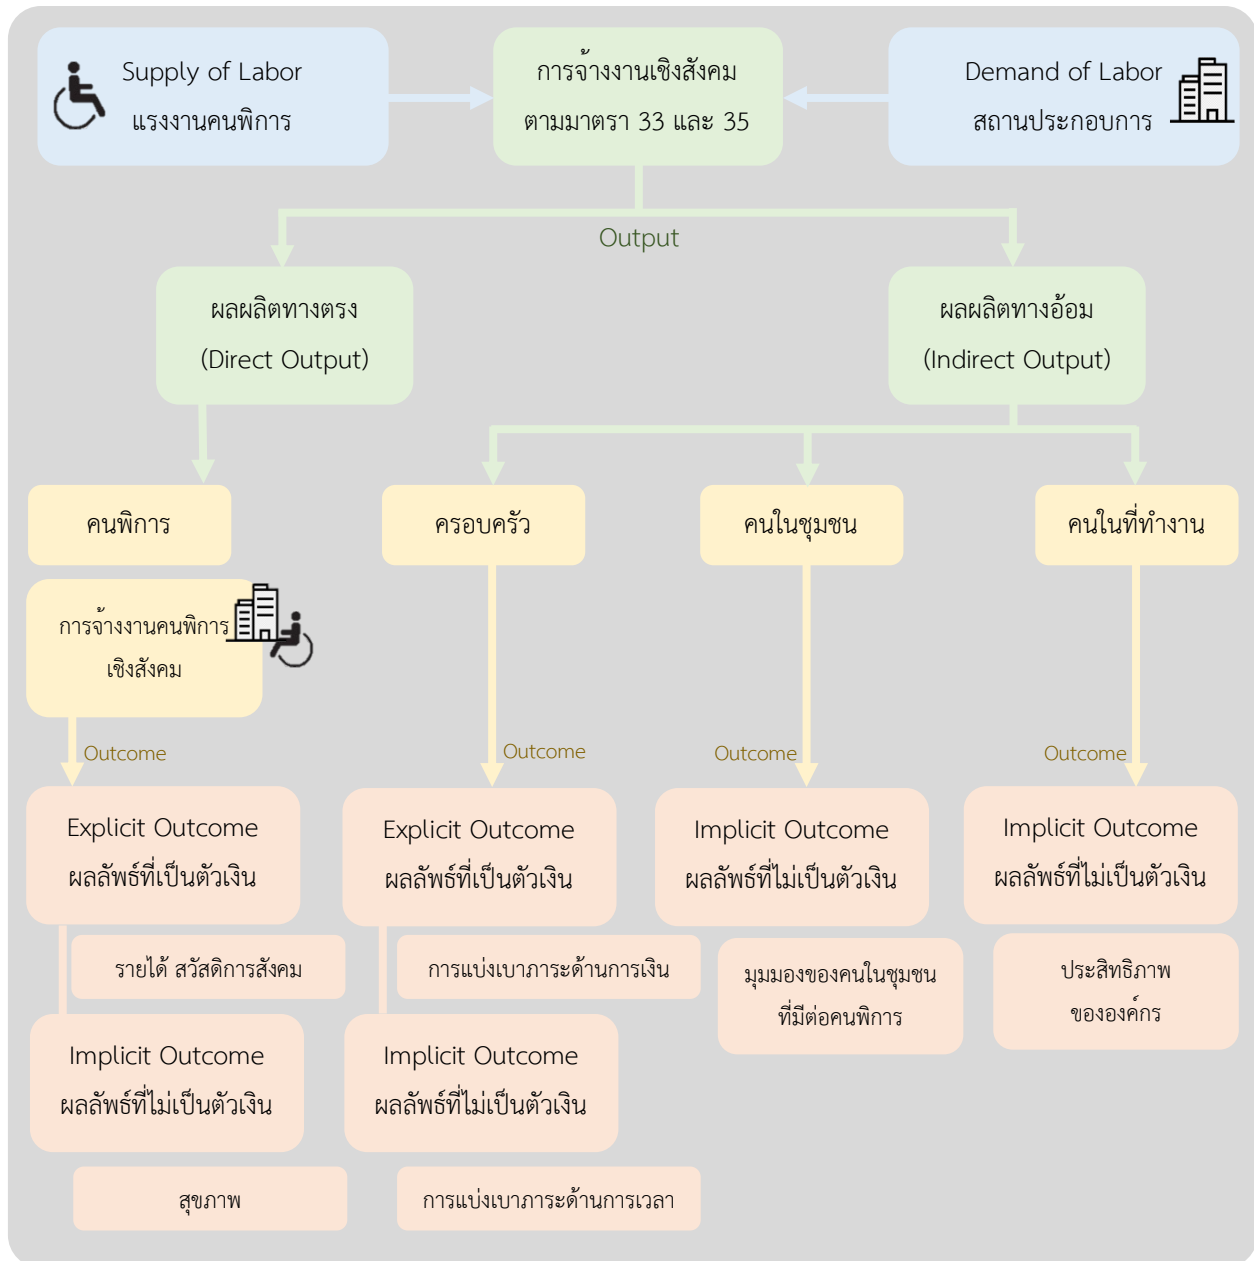 Supply of Labor
แรงงานคนพิการ
การจ้างงานเชิงสังคม
ตามมาตรา 33 และ 35
Demand of Labor
สถานประกอบการ
Output
ผลผลิตทางตรง
(Direct Output)
ผลผลิตทางอ้อม
(Indirect Output)
คนพิการ
ครอบครัว
คนในชุมชน
คนในที่ทำงาน
การจ้างงานคนพิการ
เชิงสังคม
Outcome
Outcome
Outcome
Outcome
Explicit Outcome
ผลลัพธ์ที่เป็นตัวเงิน
Explicit Outcome
ผลลัพธ์ที่เป็นตัวเงิน
Implicit Outcome
ผลลัพธ์ที่ไม่เป็นตัวเงิน
Implicit Outcome
ผลลัพธ์ที่ไม่เป็นตัวเงิน
รายได้ สวัสดิการสังคม
การแบ่งเบาภาระด้านการเงิน
มุมมองของคนในชุมชน
ที่มีต่อคนพิการ
ประสิทธิภาพ
ขององค์กร
Implicit Outcome
ผลลัพธ์ที่ไม่เป็นตัวเงิน
Implicit Outcome
ผลลัพธ์ที่ไม่เป็นตัวเงิน
สุขภาพ
การแบ่งเบาภาระด้านการเวลา